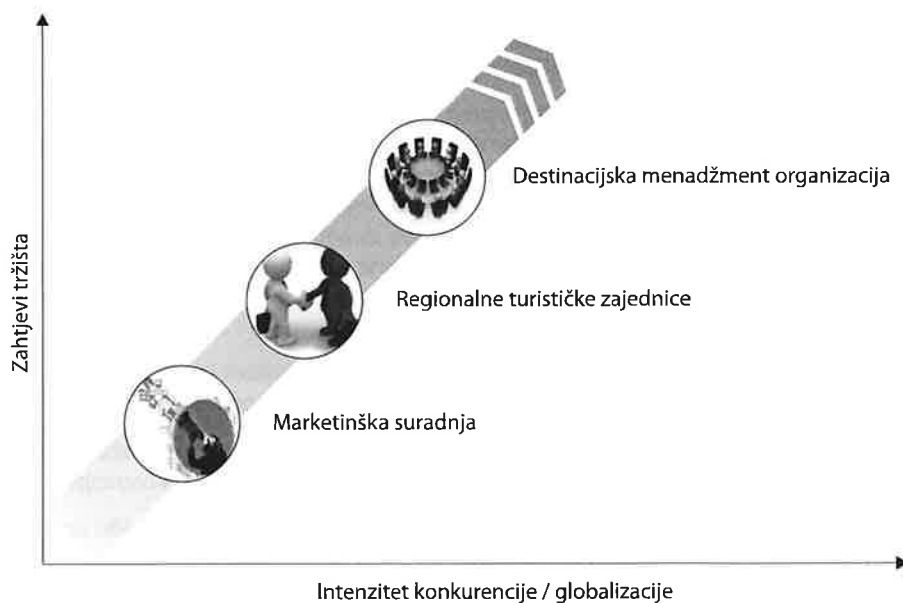 Zahtjevi tržišta
Destinacijska menadžment organizacija
Regionalne turističke zajednice
Marketinška suradnja
Intenzitet konkurencije / globalizacije